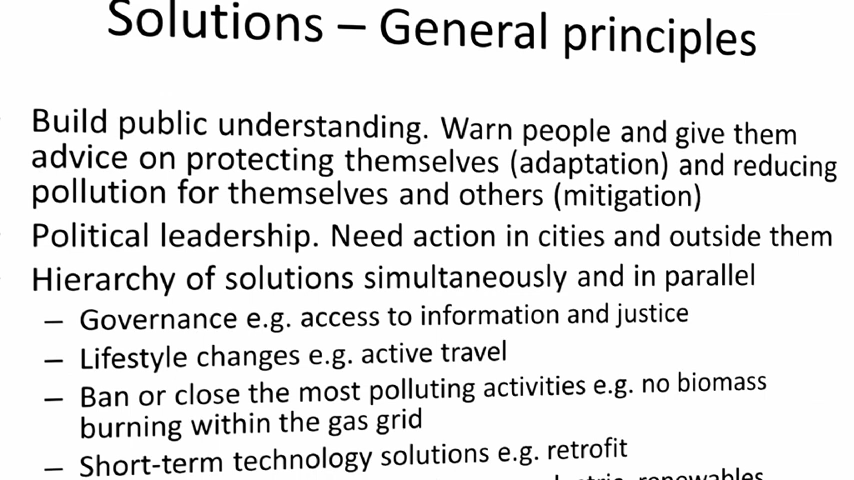 Solutions – General principles
Build public understanding. Warn people and give them
advice on protecting themselves (adaptation) and reducing
pollution for themselves and others (mitigation)
Political leadership. Need action in cities and outside them
Hierarchy of solutions simultaneously and in parallel
– Governance e.g. access to information and justice
– Lifestyle changes e.g. active travel
– Ban or close the most polluting activities e.g. no biomass
burning within the gas grid
– Short-term technology solutions e.g. retrofit
renewables